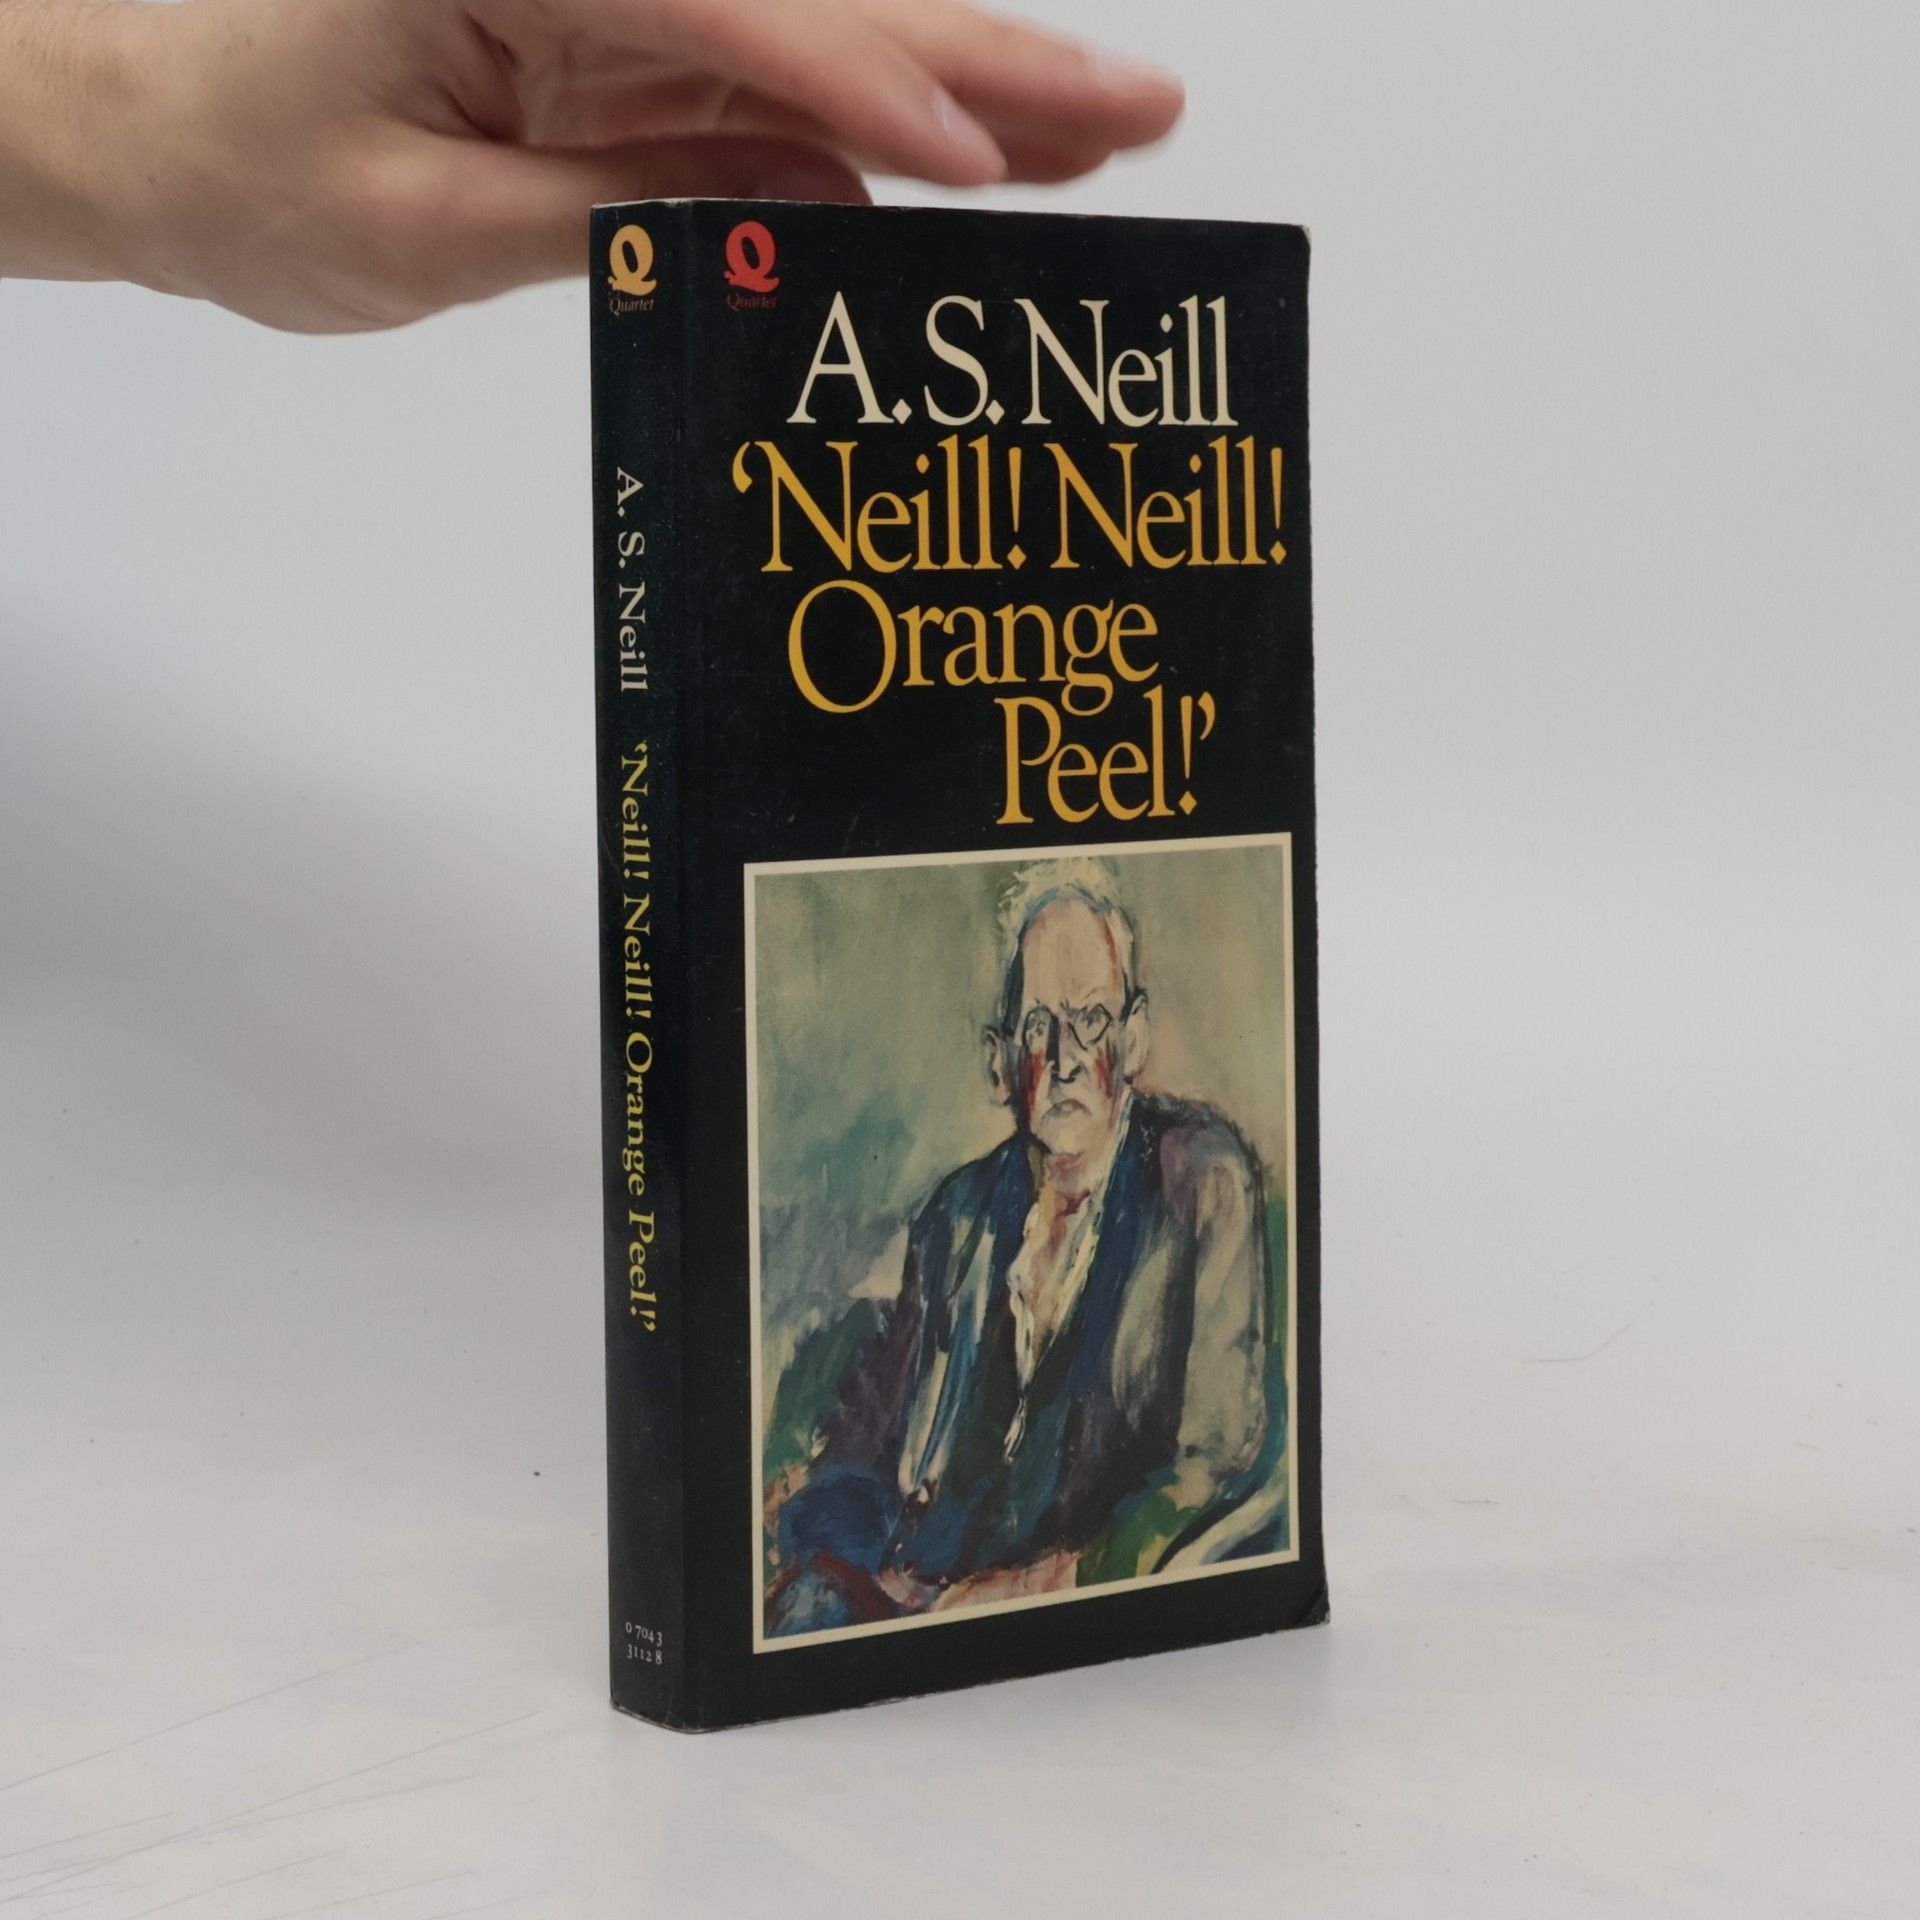 Quartet
A. S. Neill 'Neill! Neill! Orange Peel!'
0 7043
3112 8
Quartet
A. S. Neill
'Neill! Neill!
Orange
Peel!'